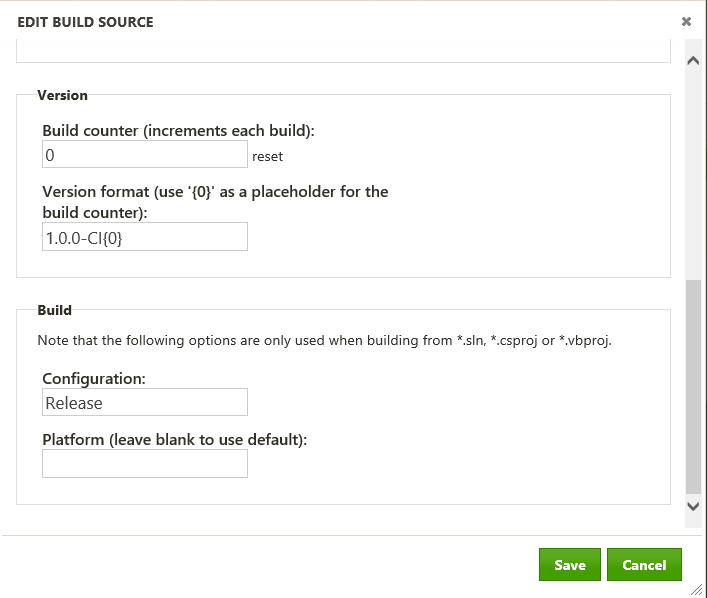 EDIT BUILD SOURCE
Version
Build counter (increments each build):
0 reset
Version format (use '{0}' as a placeholder for the
build counter):
1.0.0-CI{0}
Build
Note that the following options are only used when building from *.sln, *.csproj or *.vbproj.
Configuration:
Release
Platform (leave blank to use default):
Save Cancel